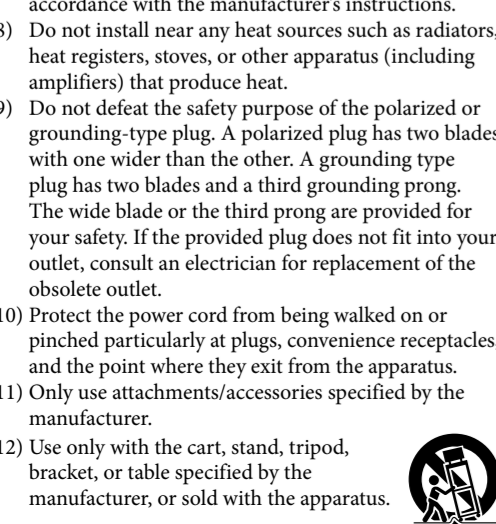 accordance with the manufacturer's instructions.
8) Do not install near any heat sources such as radiators,
heat registers, stoves, or other apparatus (including
amplifiers) that produce heat.
9) Do not defeat the safety purpose of the polarized or
grounding-type plug. A polarized plug has two blades
with one wider than the other. A grounding type
plug has two blades and a third grounding prong.
The wide blade or the third prong are provided for
your safety. If the provided plug does not fit into your
outlet, consult an electrician for replacement of the
obsolete outlet.
10) Protect the power cord from being walked on or
pinched particularly at plugs, convenience receptacles,
and the point where they exit from the apparatus.
11) Only use attachments/accessories specified by the
manufacturer.
12) Use only with the cart, stand, tripod,
bracket, or table specified by the
manufacturer, or sold with the apparatus.